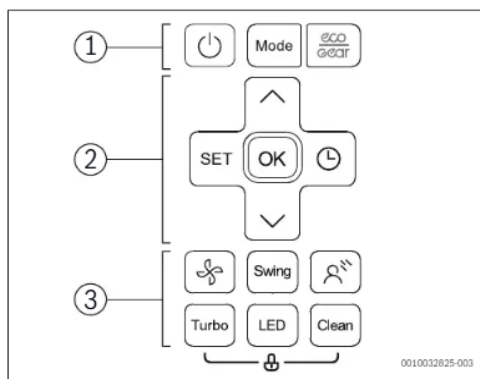 1
Mode
eco
Gear
2
SET
OK
3
Swing
Turbo
LED
Clean
0010032825-003